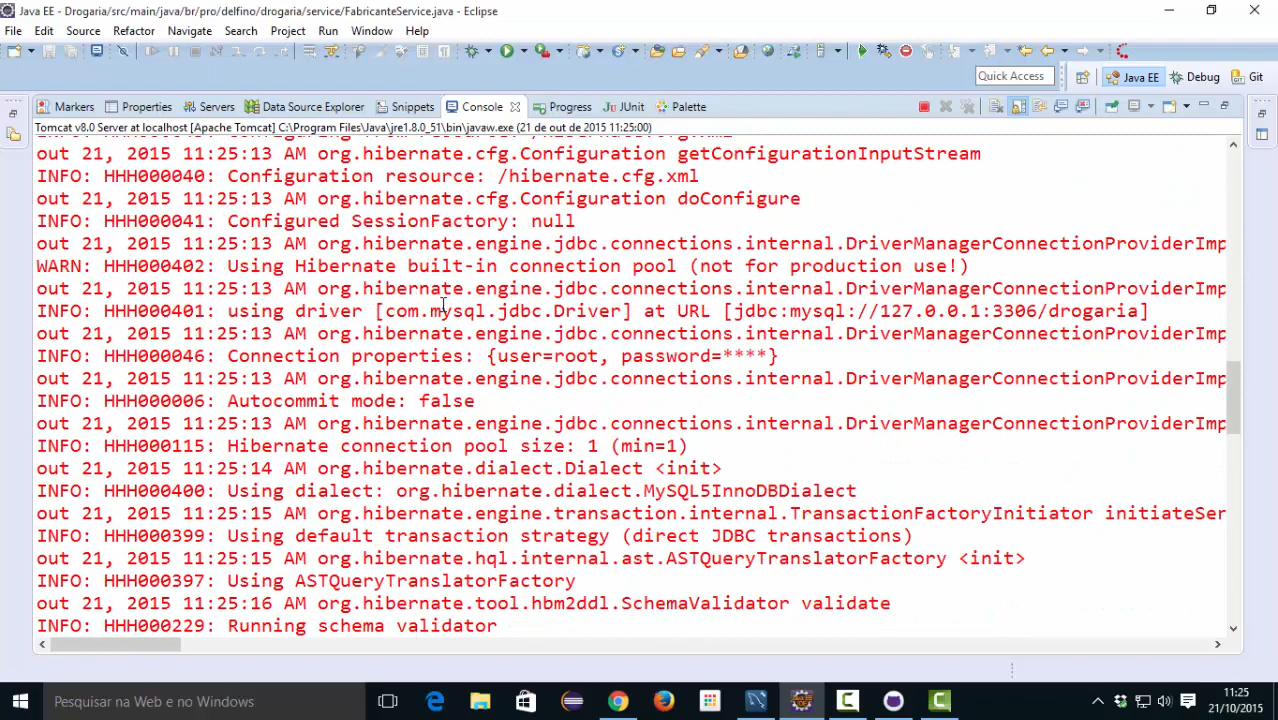 Java EE - Drogaria/src/main/java/br/pro/delfino/drogaria/service/FabricanteService.java - Eclipse
File Edit Source Refactor Navigate Search Project Run Window Help
Quick Access Java EE Debug Git
Markers Properties Servers Data Source Explorer Snippets Console Progress JUnit Palette
Tomcat v8.0 Server at localhost [Apache Tomcat] C:\Program Files\Java\jre1.8.0_51\bin\javaw.exe (21 de out de 2015 11:25:00)
out 21, 2015 11:25:13 AM org.hibernate.cfg.Configuration getConfigurationInputStream
INFO: HHH000040: Configuration resource: /hibernate.cfg.xml
out 21, 2015 11:25:13 AM org.hibernate.cfg.Configuration doConfigure
INFO: HHH000041: Configured SessionFactory: null
out 21, 2015 11:25:13 AM org.hibernate.engine.jdbc.connections.internal.DriverManagerConnectionProviderImp
WARN: HHH000402: Using Hibernate built-in connection pool (not for production use!)
out 21, 2015 11:25:13 AM org.hibernate.engine.jdbc.connections.internal.DriverManagerConnectionProviderImp
INFO: HHH000401: using driver [com.mysql.jdbc.Driver] at URL [jdbc:mysql://127.0.0.1:3306/drogaria]
out 21, 2015 11:25:13 AM org.hibernate.engine.jdbc.connections.internal.DriverManagerConnectionProviderImp
INFO: HHH000046: Connection properties: {user=root, password=****}
out 21, 2015 11:25:13 AM org.hibernate.engine.jdbc.connections.internal.DriverManagerConnectionProviderImp
INFO: HHH000006: Autocommit mode: false
out 21, 2015 11:25:13 AM org.hibernate.engine.jdbc.connections.internal.DriverManagerConnectionProviderImp
INFO: HHH000115: Hibernate connection pool size: 1 (min=1)
out 21, 2015 11:25:14 AM org.hibernate.dialect.Dialect <init>
INFO: HHH000400: Using dialect: org.hibernate.dialect.MySQL5InnoDBDialect
out 21, 2015 11:25:15 AM org.hibernate.engine.transaction.internal.TransactionFactoryInitiator initiateSer
INFO: HHH000399: Using default transaction strategy (direct JDBC transactions)
out 21, 2015 11:25:15 AM org.hibernate.hql.internal.ast.ASTQueryTranslatorFactory <init>
INFO: HHH000397: Using ASTQueryTranslatorFactory
out 21, 2015 11:25:16 AM org.hibernate.tool.hbm2ddl.SchemaValidator validate
INFO: HHH000229: Running schema validator
Pesquisar na Web e no Windows
11:25
21/10/2015